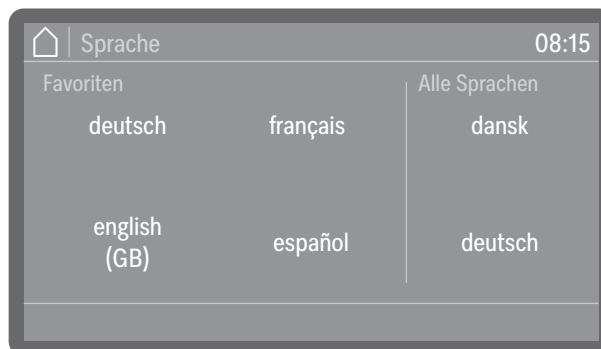 Sprache 08:15
Favoriten Alle Sprachen
deutsch français dansk
english
(GB) español deutsch